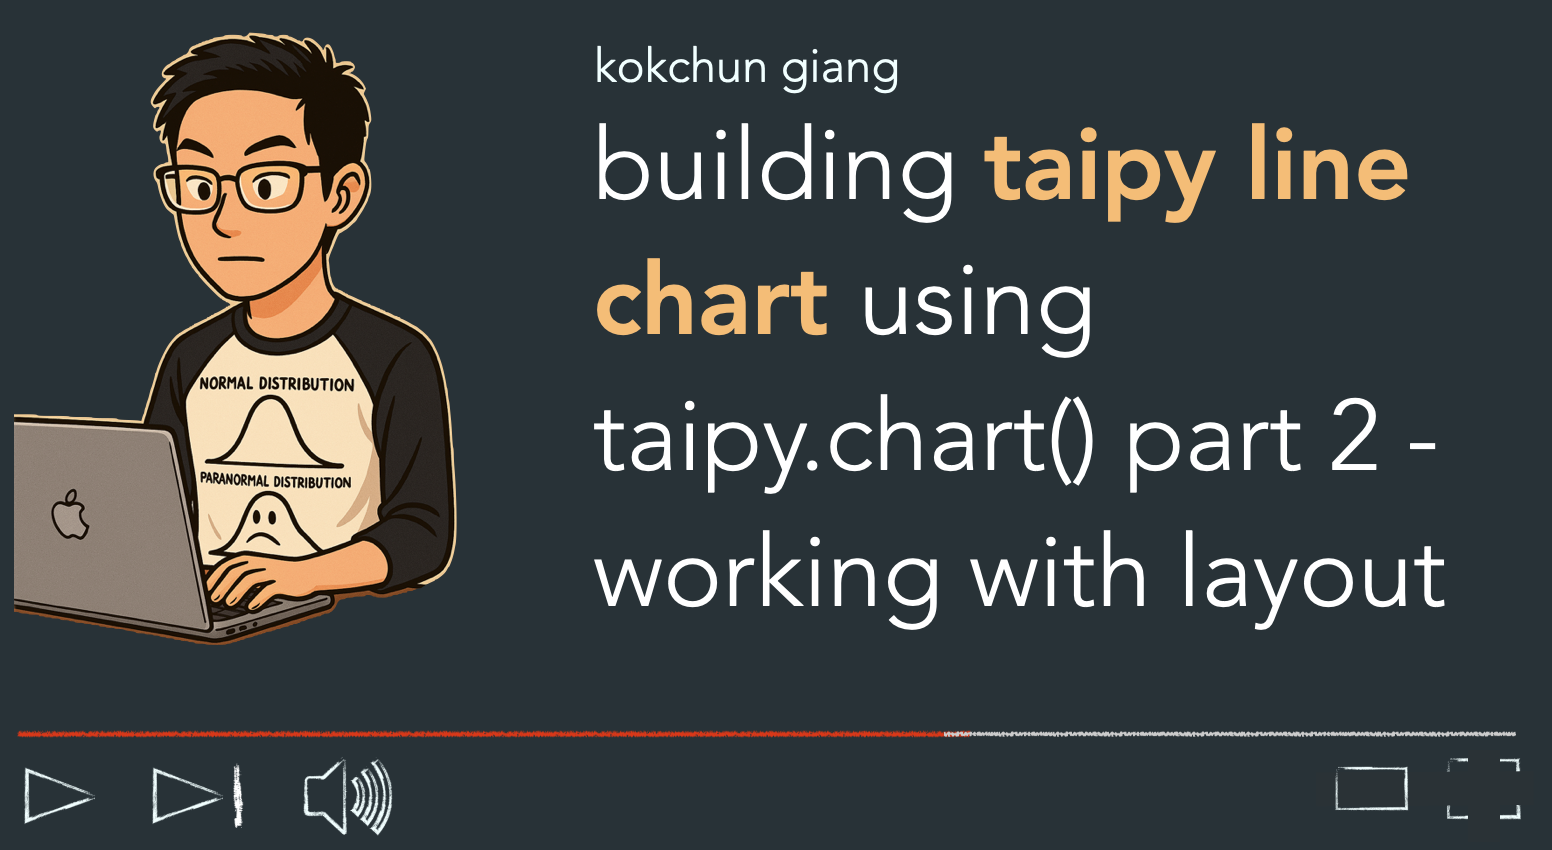 kokchun giang
building taipy line
chart using
taipy.chart() part 2 -
working with layout
NORMAL DISTRIBUTION
PARANORMAL DISTRIBUTION